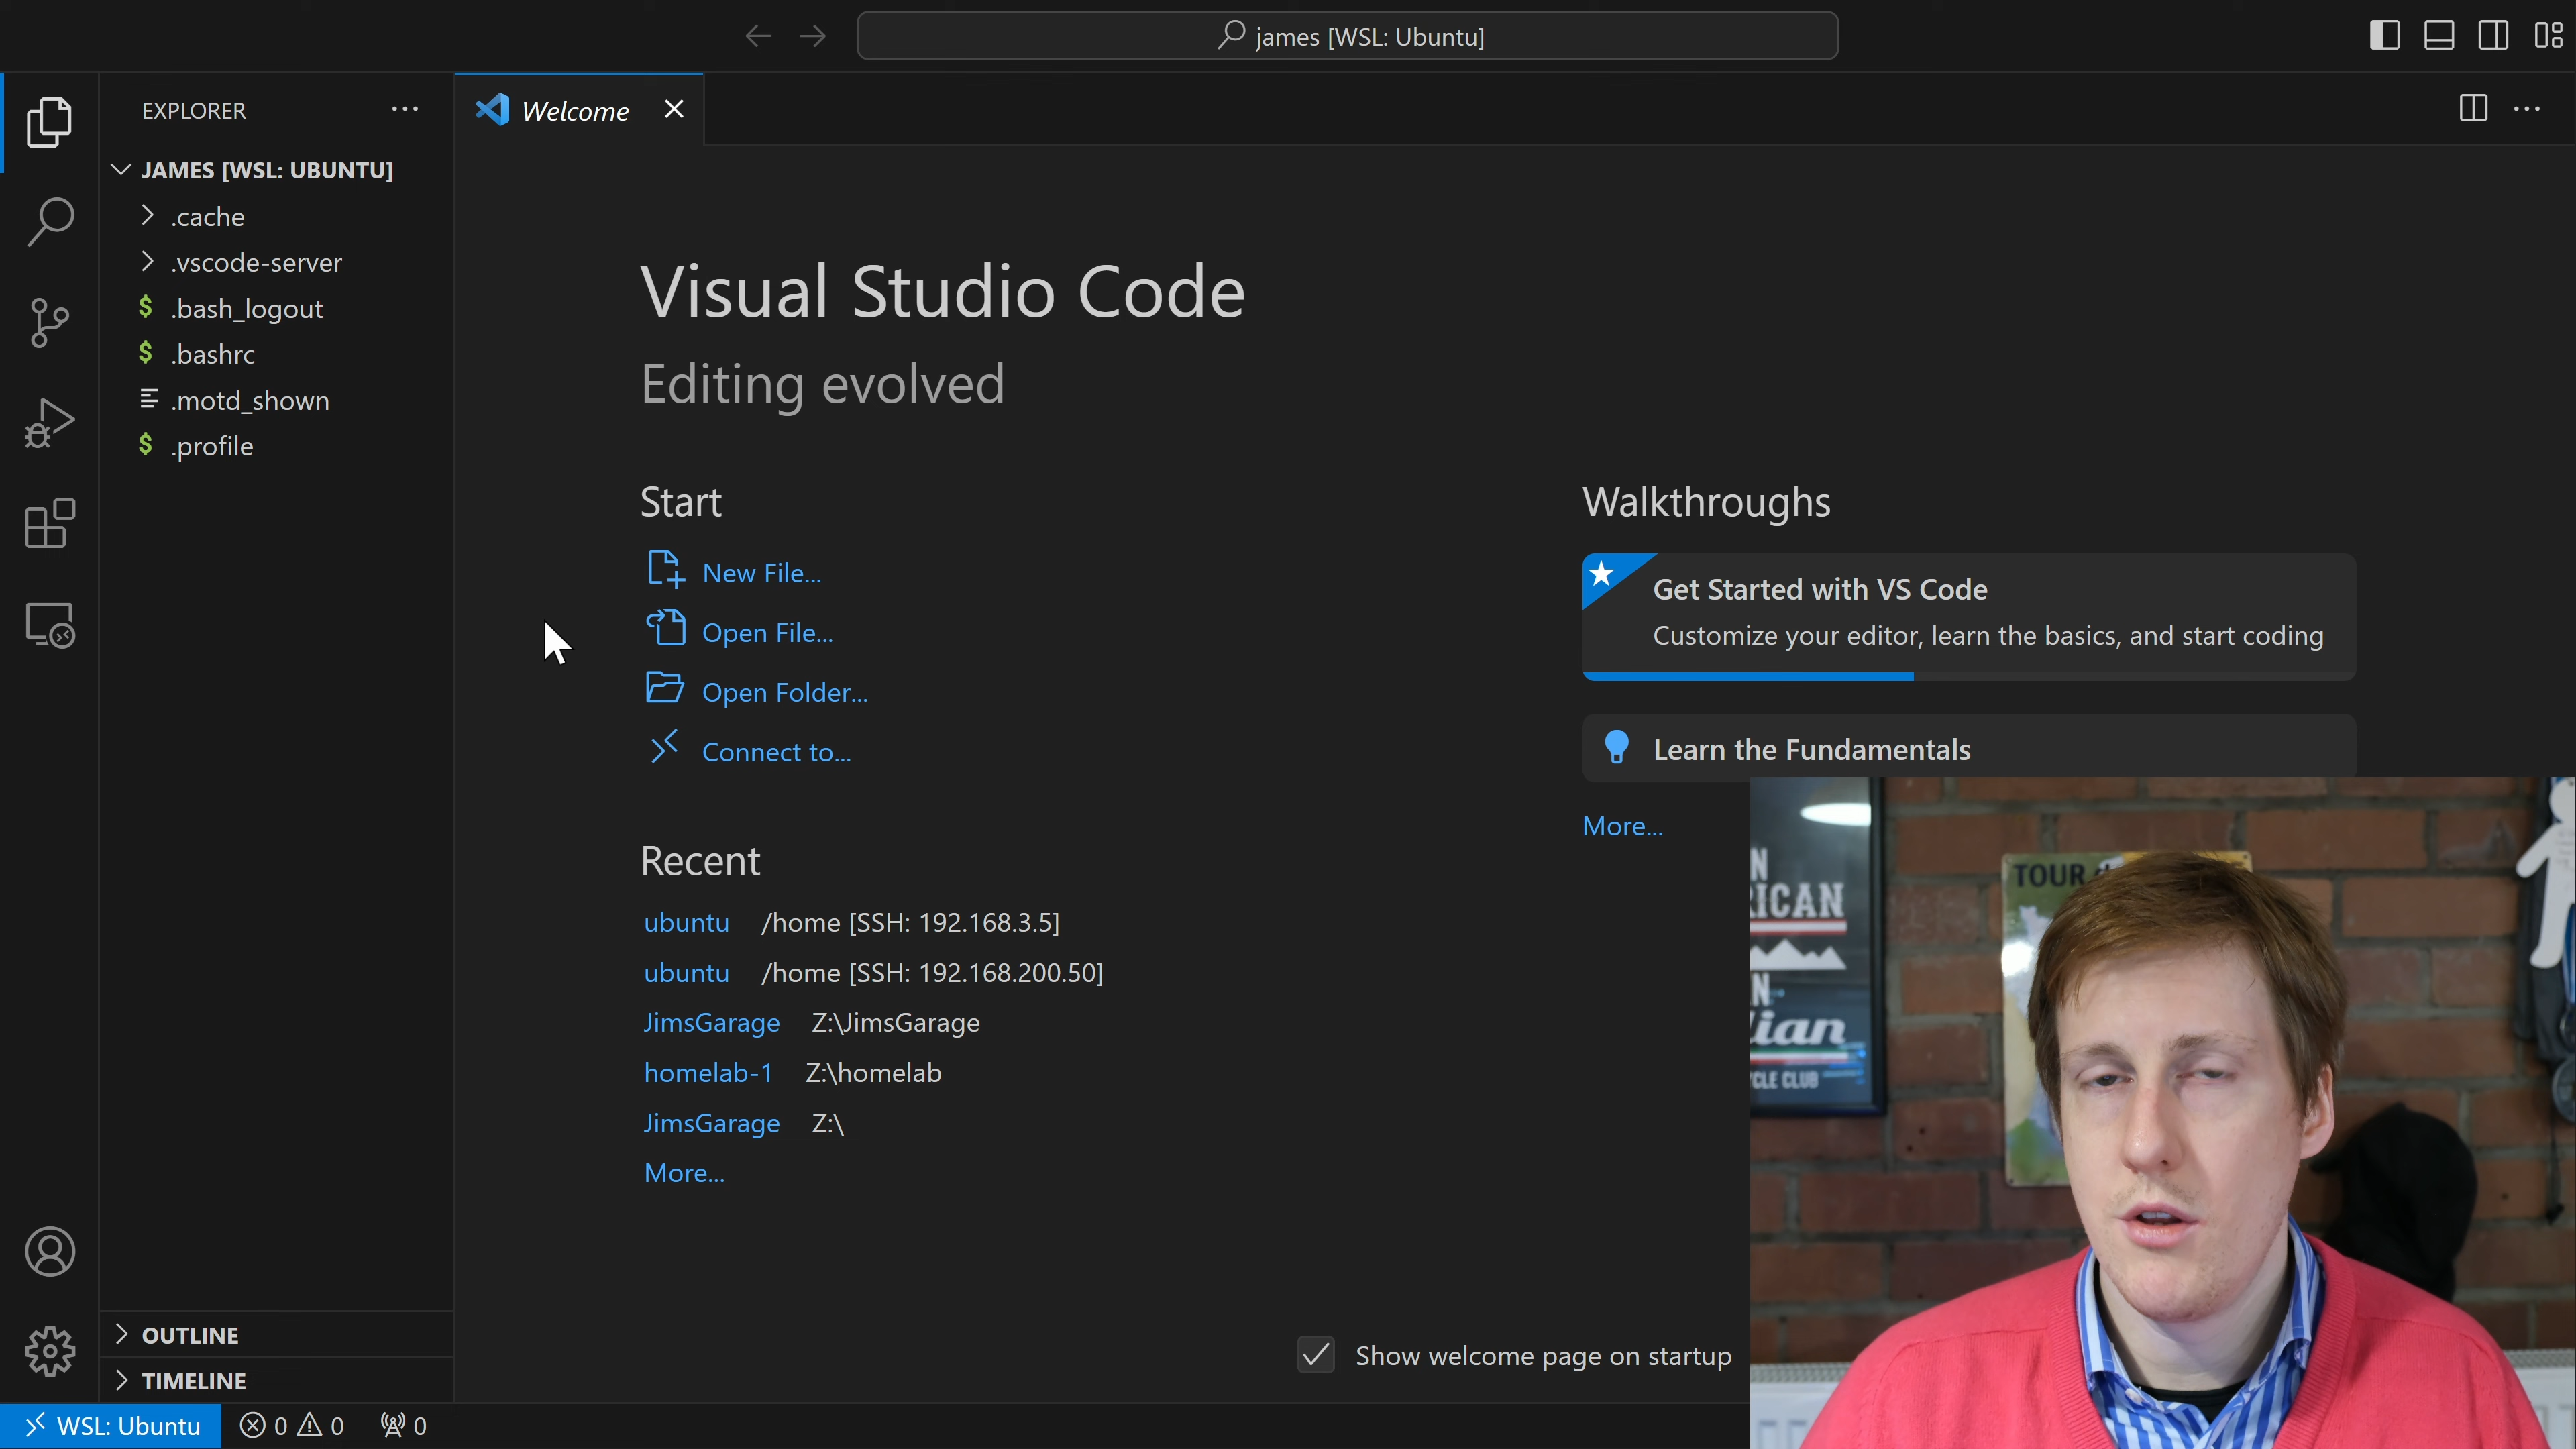 james [WSL: Ubuntu]
EXPLORER
Welcome
JAMES [WSL: UBUNTU]
.cache
.vscode-server
$ .bash_logout
$ .bashrc
.motd_shown
$ .profile
Visual Studio Code
Editing evolved
Start
New File...
Open File...
Open Folder...
Connect to...
Recent
ubuntu /home [SSH: 192.168.3.5]
ubuntu /home [SSH: 192.168.200.50]
JimsGarage Z:\JimsGarage
homelab-1 Z:\homelab
JimsGarage Z:\
More...
Walkthroughs
Get Started with VS Code
Customize your editor, learn the basics, and start coding
Learn the Fundamentals
More...
Show welcome page on startup
OUTLINE
TIMELINE
WSL: Ubuntu 0 0 0
TOUR
CLUB